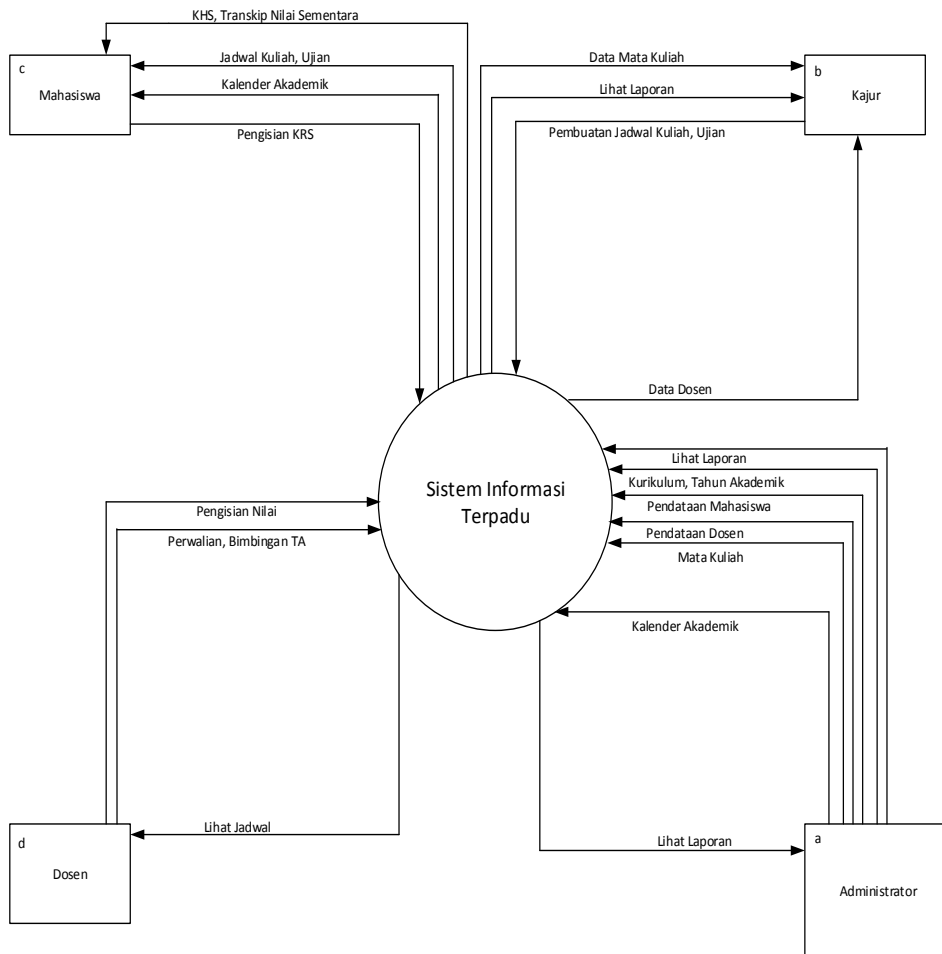 KHS, Transkip Nilai Sementara
c
Mahasiswa
Jadwal Kuliah, Ujian
Kalender Akademik
Pengisian KRS
Data Mata Kuliah
Lihat Laporan
Pembuatan Jadwal Kuliah, Ujian
b
Kajur
Data Dosen
Sistem Informasi
Terpadu
Lihat Laporan
Kurikulum, Tahun Akademik
Pendataan Mahasiswa
Pendataan Dosen
Mata Kuliah
Kalender Akademik
Pengisian Nilai
Perwalian, Bimbingan TA
Lihat Jadwal
d
Dosen
Lihat Laporan
a
Administrator